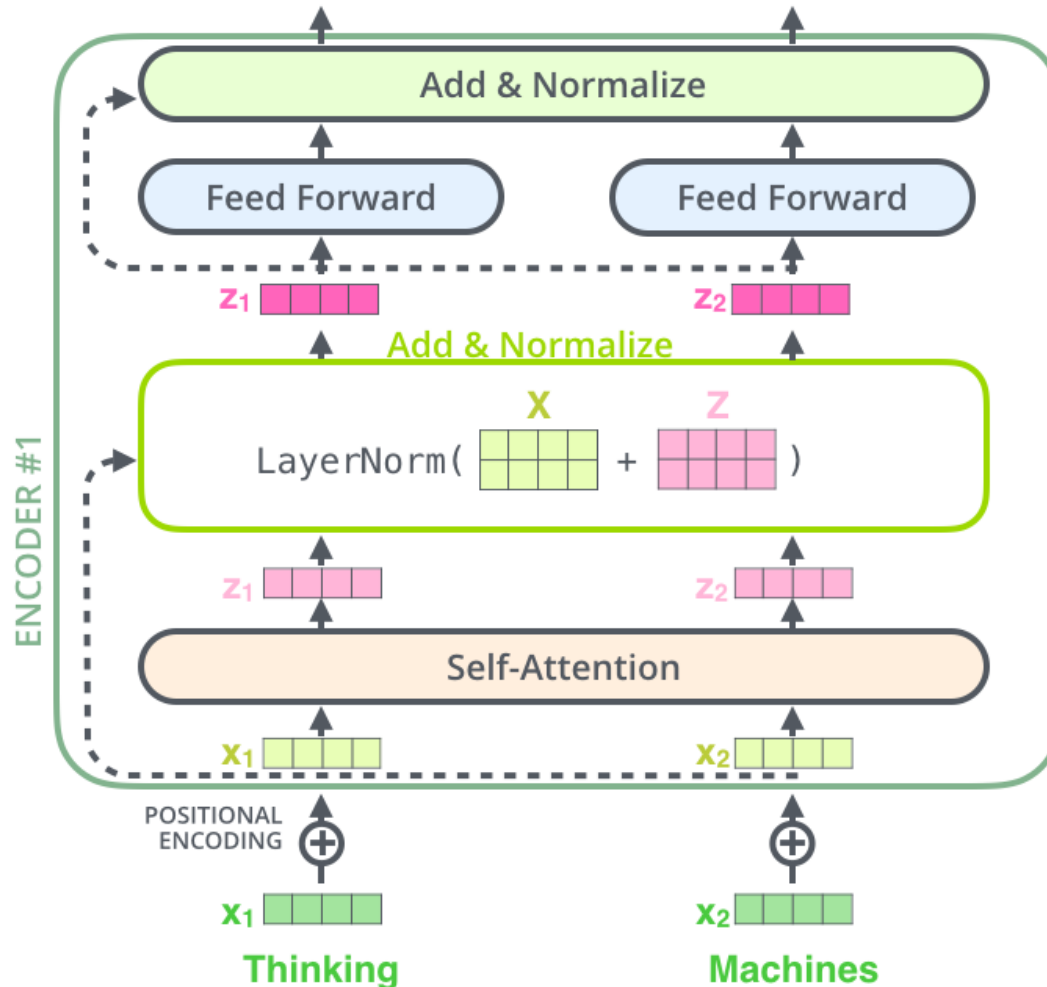 Add & Normalize
Feed Forward Feed Forward
z1 z2
Add & Normalize
X Z
LayerNorm( + )
ENCODER #1
z1 z2
Self-Attention
x1 x2
POSITIONAL
ENCODING
x1 x2
Thinking Machines